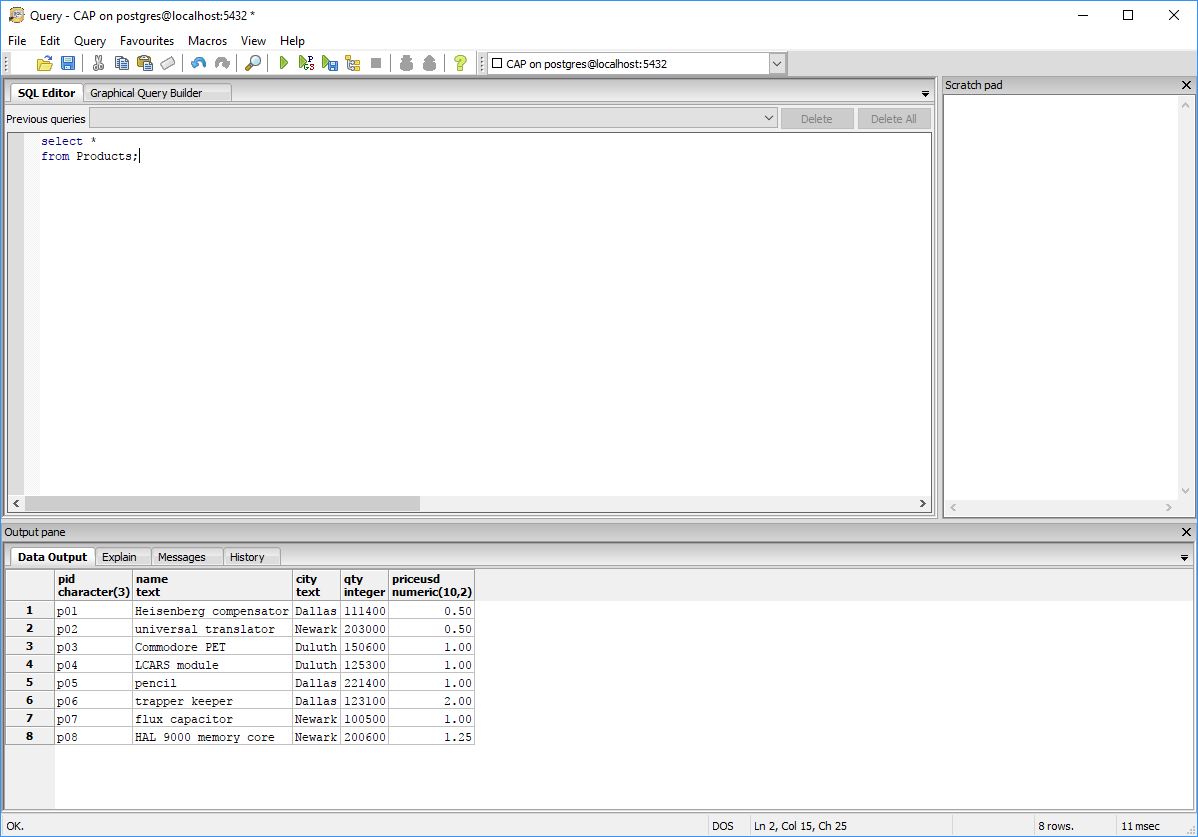 Query - CAP on postgres@localhost:5432 *
File Edit Query Favourites Macros View Help
CAP on postgres@localhost:5432
SQL Editor Graphical Query Builder
Scratch pad
Previous queries Delete Delete All
select *
from Products;
Output pane
Data Output Explain Messages History
pid name city qty priceusd
character(3) text text integer numeric(10,2)
1 p01 Heisenberg compensator Dallas 111400 0.50
2 p02 universal translator Newark 203000 0.50
3 p03 Commodore PET Duluth 150600 1.00
4 p04 LCARS module Duluth 125300 1.00
5 p05 pencil Dallas 221400 1.00
6 p06 trapper keeper Dallas 123100 2.00
7 p07 flux capacitor Newark 100500 1.00
8 p08 HAL 9000 memory core Newark 200600 1.25
OK. DOS Ln 2, Col 15, Ch 25 8 rows. 11 msec